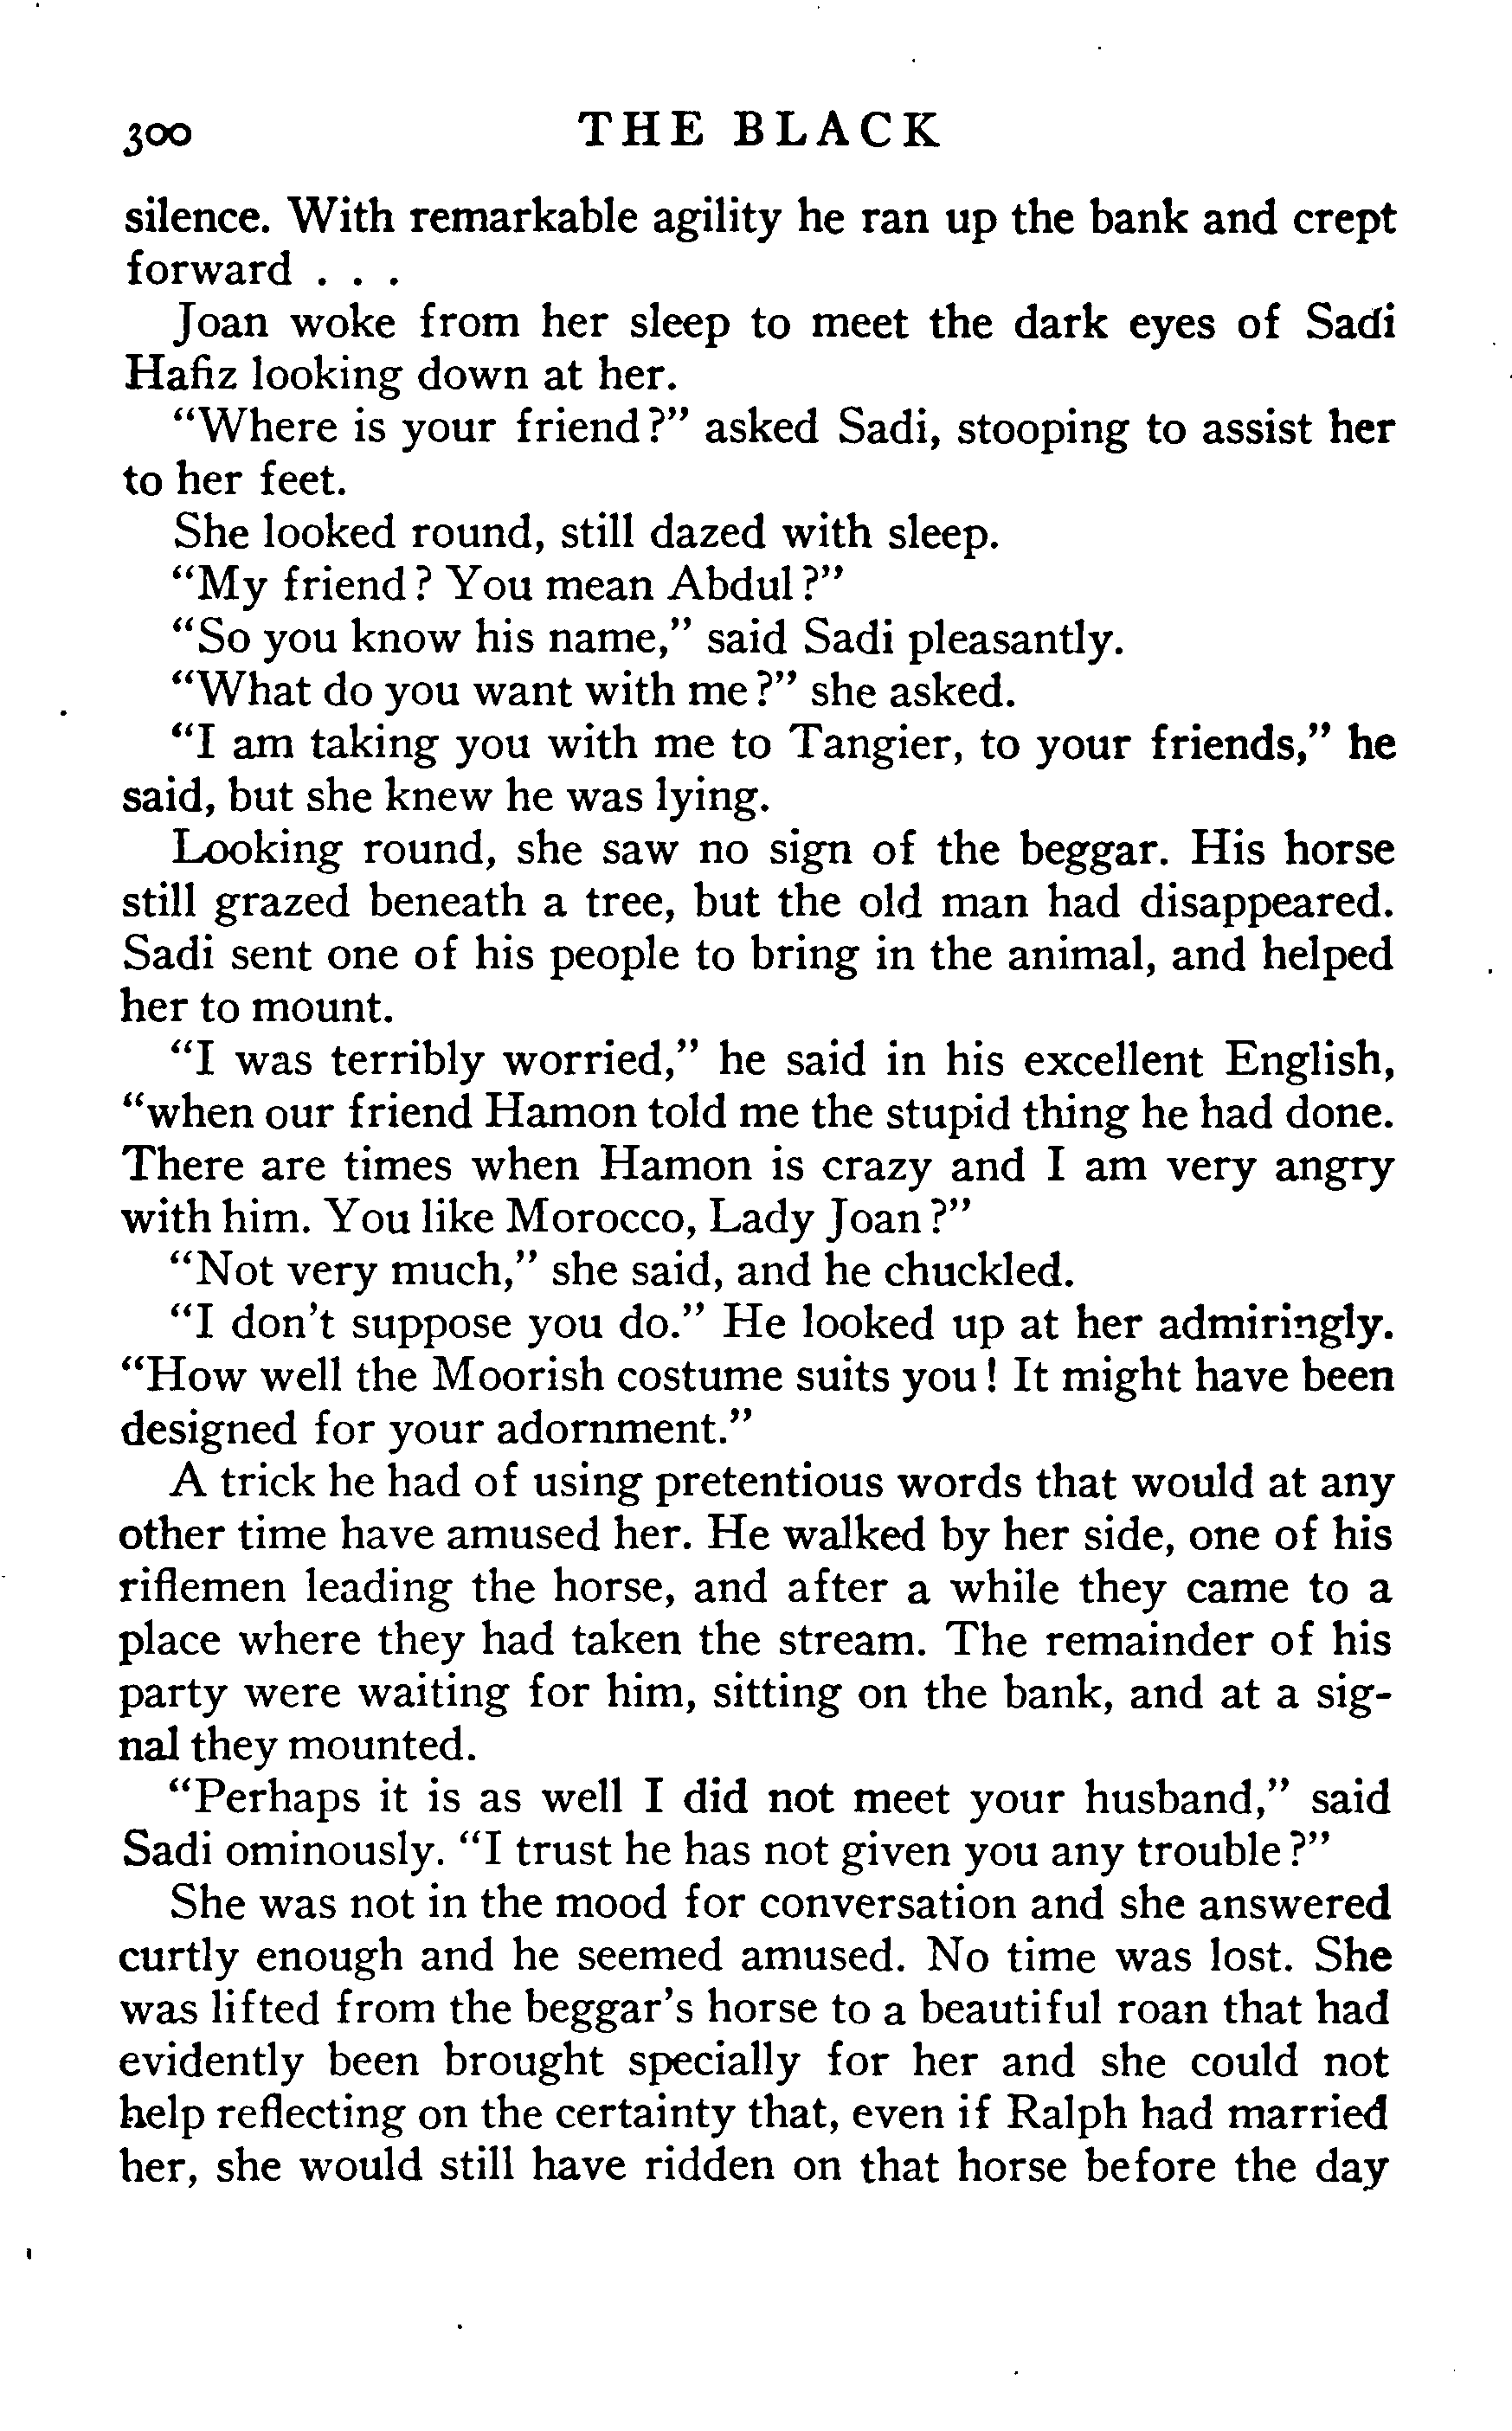 300 THE BLACK
silence. With remarkable agility he ran up the bank and crept
forward . . .
Joan woke from her sleep to meet the dark eyes of Sadi
Hafiz looking down at her.
"Where is your friend?" asked Sadi, stooping to assist her
to her feet.
She looked round, still dazed with sleep.
"My friend? You mean Abdul?"
"So you know his name," said Sadi pleasantly.
"What do you want with me?" she asked.
"I am taking you with me to Tangier, to your friends," he
said, but she knew he was lying.
Looking round, she saw no sign of the beggar. His horse
still grazed beneath a tree, but the old man had disappeared.
Sadi sent one of his people to bring in the animal, and helped
her to mount.
"I was terribly worried," he said in his excellent English,
"when our friend Hamon told me the stupid thing he had done.
There are times when Hamon is crazy and I am very angry
with him. You like Morocco, Lady Joan?"
"Not very much," she said, and he chuckled.
"I don't suppose you do." He looked up at her admiringly.
"How well the Moorish costume suits you! It might have been
designed for your adornment."
A trick he had of using pretentious words that would at any
other time have amused her. He walked by her side, one of his
riflemen leading the horse, and after a while they came to a
place where they had taken the stream. The remainder of his
party were waiting for him, sitting on the bank, and at a sig-
nal they mounted.
"Perhaps it is as well I did not meet your husband," said
Sadi ominously. "I trust he has not given you any trouble?"
She was not in the mood for conversation and she answered
curtly enough and he seemed amused. No time was lost. She
was lifted from the beggar's horse to a beautiful roan that had
evidently been brought specially for her and she could not
help reflecting on the certainty that, even if Ralph had married
her, she would still have ridden on that horse before the day